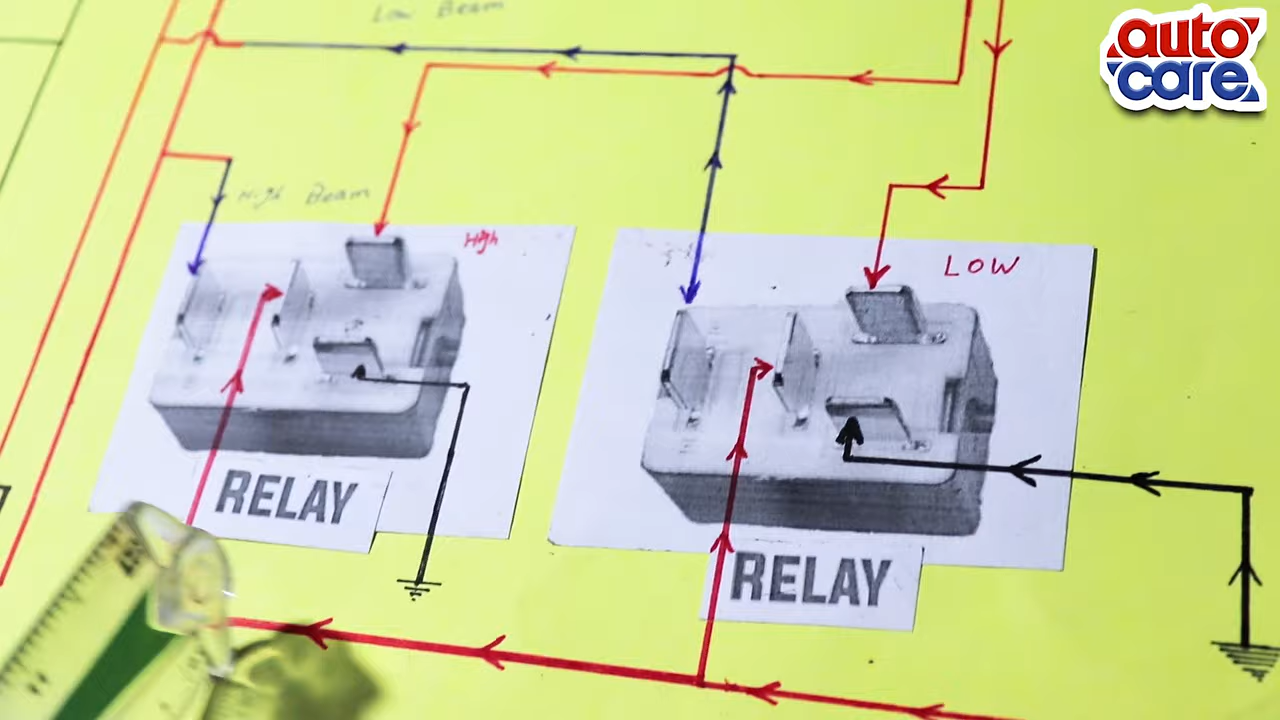 Low Beam
auto
care
High Beam
High
LOW
RELAY
RELAY